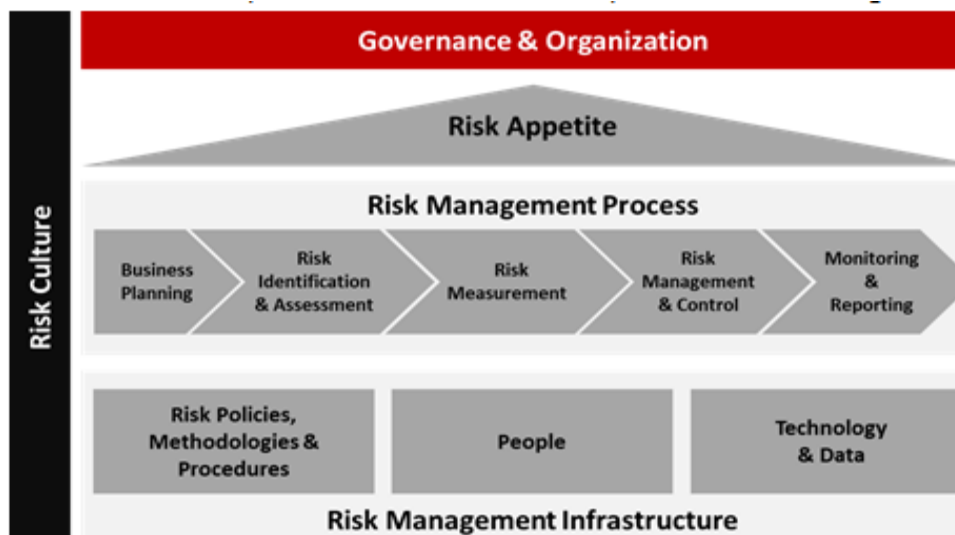 Governance & Organization
Risk Culture
Risk Appetite
Risk Management Process
Business
Planning
Risk
Identification
& Assessment
Risk
Measurement
Risk
Management
& Control
Monitoring
&
Reporting
Risk Policies,
Methodologies &
Procedures
People
Technology
& Data
Risk Management Infrastructure